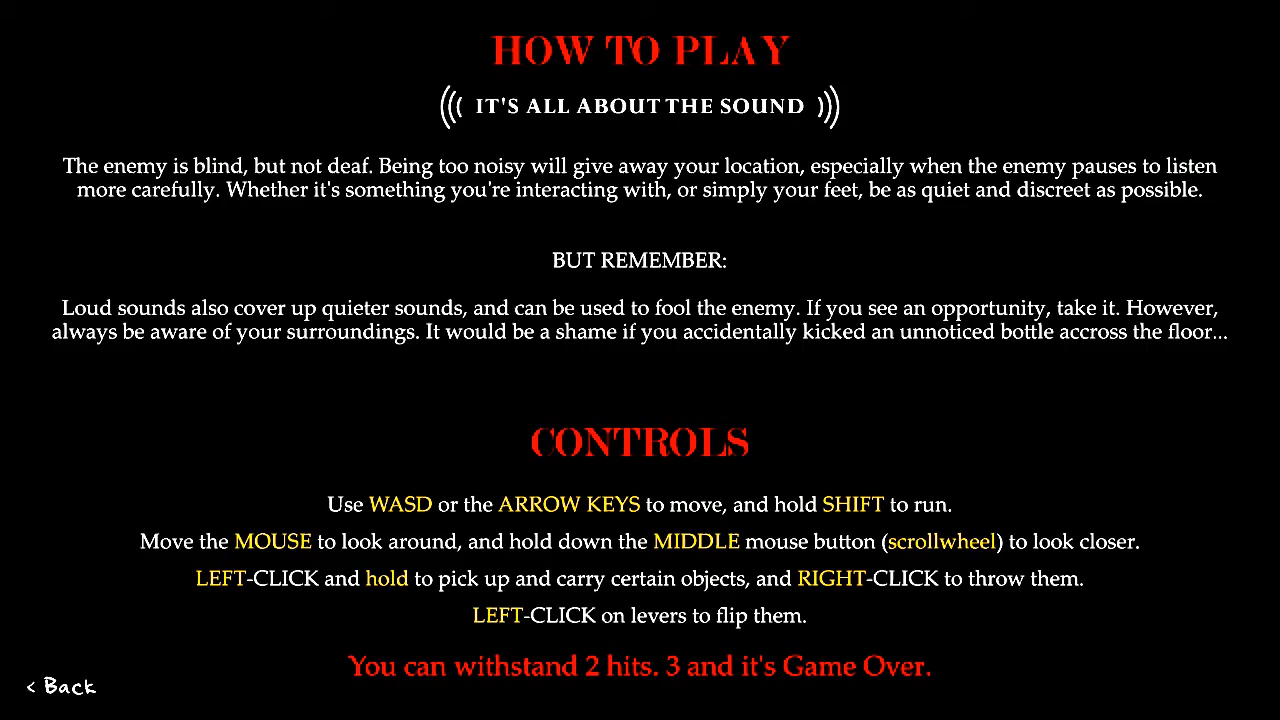 HOW TO PLAY
IT'S ALL ABOUT THE SOUND
The enemy is blind, but not deaf. Being too noisy will give away your location, especially when the enemy pauses to listen
more carefully. Whether it's something you're interacting with, or simply your feet, be as quiet and discreet as possible.
BUT REMEMBER:
Loud sounds also cover up quieter sounds, and can be used to fool the enemy. If you see an opportunity, take it. However,
always be aware of your surroundings. It would be a shame if you accidentally kicked an unnoticed bottle accross the floor...
CONTROLS
Use WASD or the ARROW KEYS to move, and hold SHIFT to run.
Move the MOUSE to look around, and hold down the MIDDLE mouse button (scrollwheel) to look closer.
LEFT-CLICK and hold to pick up and carry certain objects, and RIGHT-CLICK to throw them.
LEFT-CLICK on levers to flip them.
You can withstand 2 hits. 3 and it's Game Over.
< Back